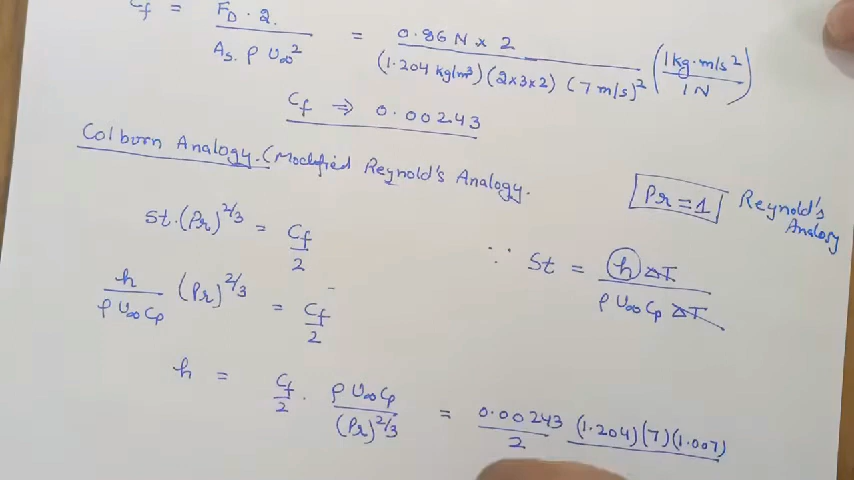 Cf = FD · 2 / As. ρ U∞² = 0.86 N x 2 / (1.204 kg/m³) (2x3x2) (7 m/s)² (1 kg·m/s² / 1N)
Cf ⇒ 0.00243
Colburn Analogy. (Modified Reynold's Analogy.
Pr = 1 Reynold's Analogy
St. (Pr)^2/3 = Cf / 2
∵ St = h ΔT / ρ U∞ Cp ΔT
h / ρ U∞ Cp (Pr)^2/3 = Cf / 2
h = Cf / 2 . ρ U∞ Cp / (Pr)^2/3 = 0.00243 / 2 (1.204) (7) (1.007)